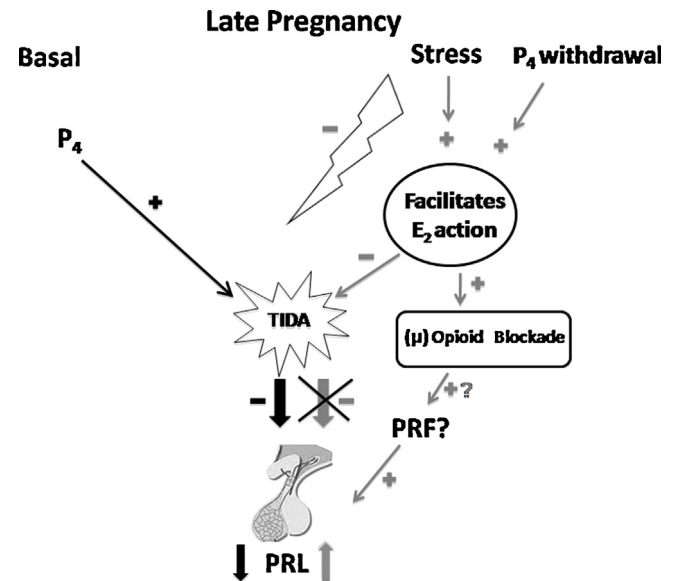 Late Pregnancy
Basal
Stress
P₄ withdrawal
−
+
+
P₄
+
Facilitates
E₂ action
−
+
TIDA
(μ) Opioid Blockade
−
−
+?
PRF?
+
PRL